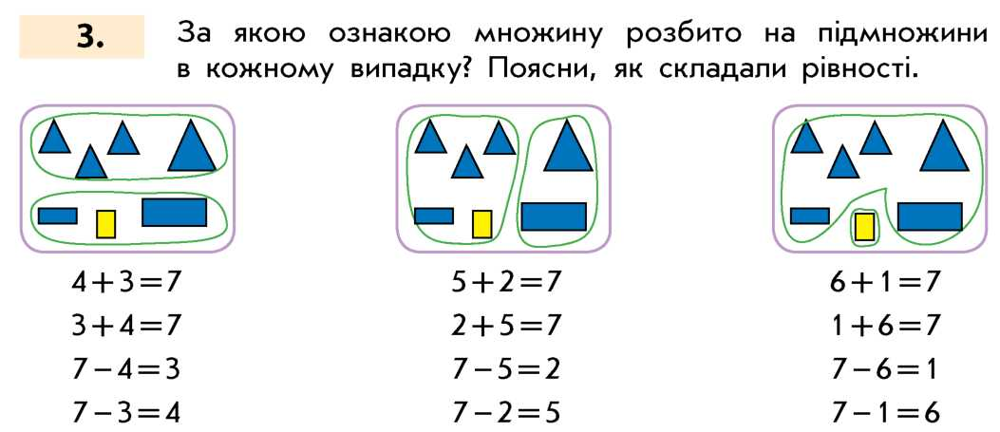 3. За якою ознакою множину розбито на підмножини
в кожному випадку? Поясни, як складали рівності.
4+3=7 5+2=7 6+1=7
3+4=7 2+5=7 1+6=7
7-4=3 7-5=2 7-6=1
7-3=4 7-2=5 7-1=6